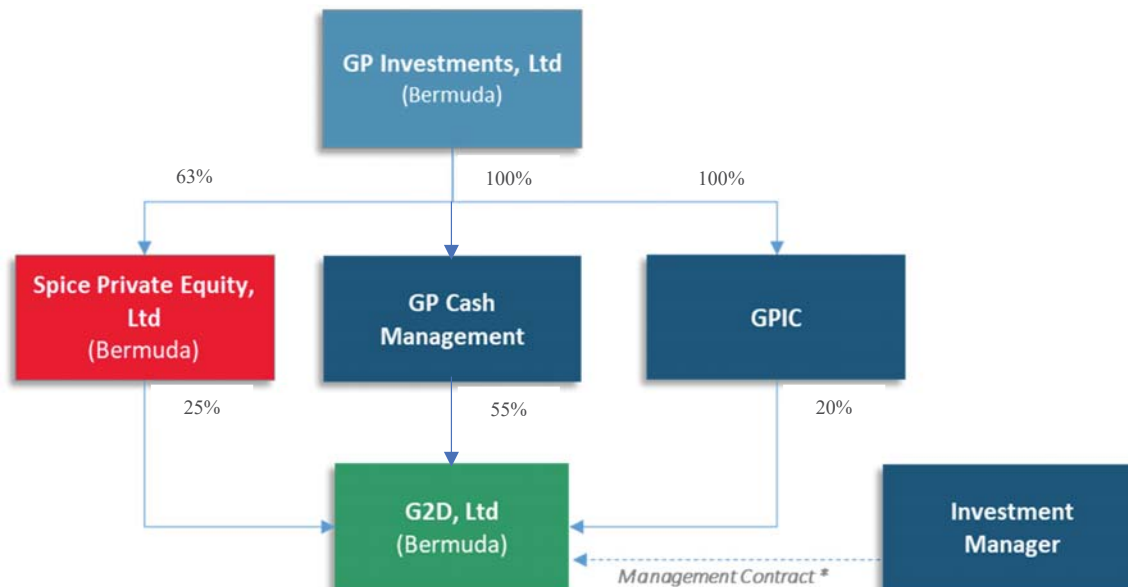 GP Investments, Ltd
(Bermuda)
63%
100%
100%
Spice Private Equity,
Ltd
(Bermuda)
GP Cash
Management
GPIC
25%
55%
20%
G2D, Ltd
(Bermuda)
Investment
Manager
Management Contract *